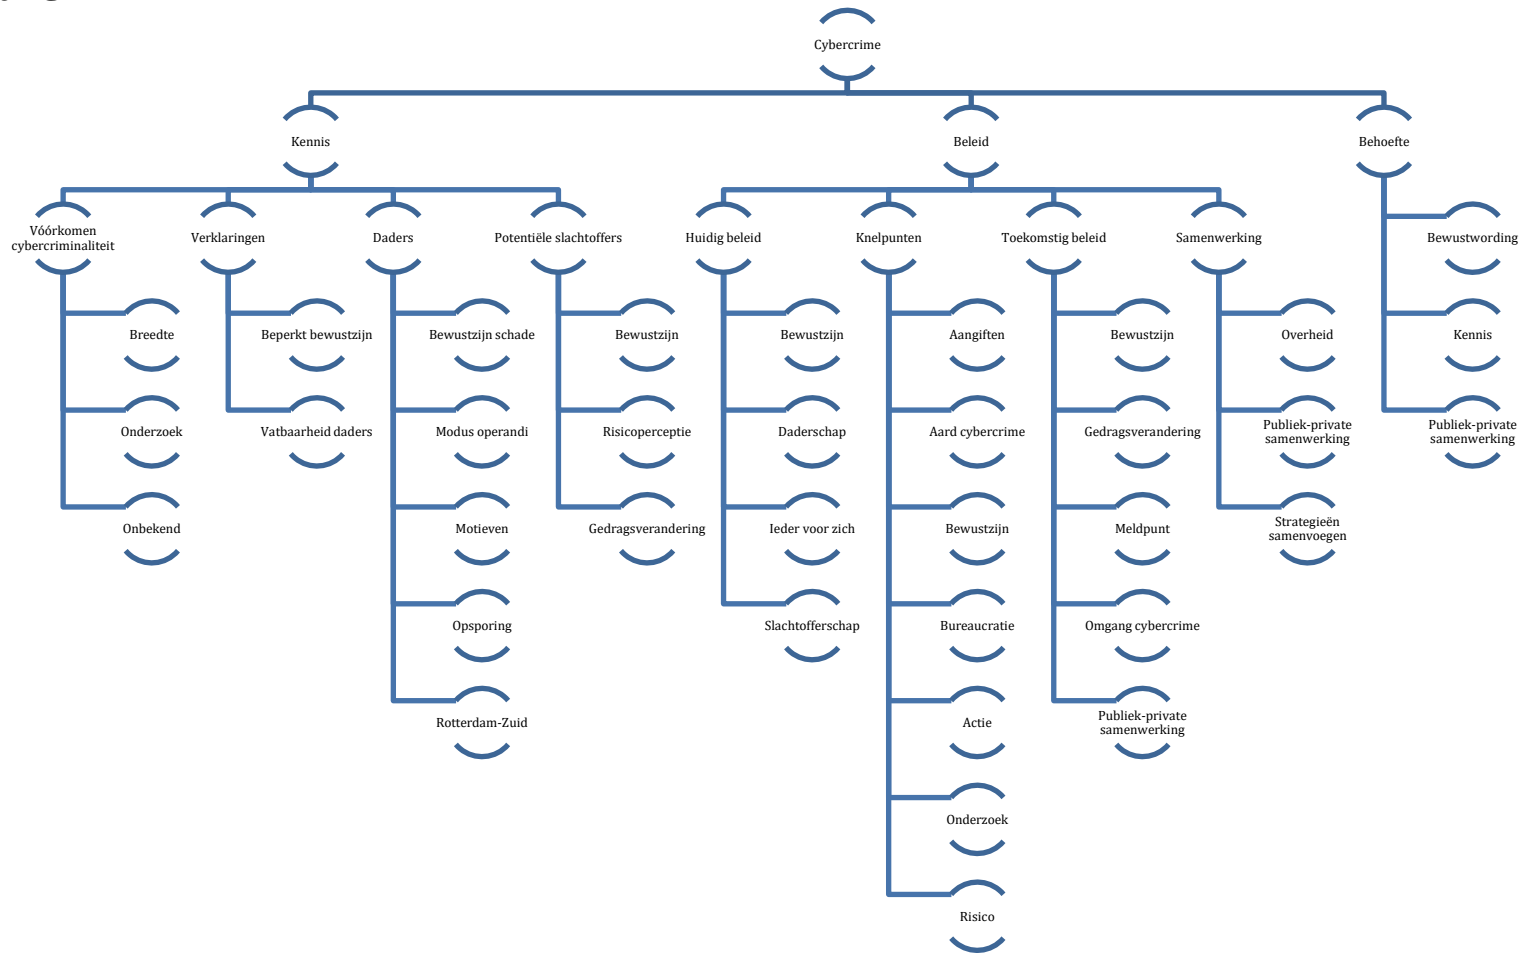 Cybercrime
Kennis
Beleid
Behoefte
Vóórkomen
cybercriminaliteit
Verklaringen
Daders
Potentiële slachtoffers
Huidig beleid
Knelpunten
Toekomstig beleid
Samenwerking
Bewustwording
Breedte
Beperkt bewustzijn
Bewustzijn schade
Bewustzijn
Bewustzijn
Aangiften
Bewustzijn
Overheid
Kennis
Onderzoek
Vatbaarheid daders
Modus operandi
Risicoperceptie
Daderschap
Aard cybercrime
Gedragsverandering
Publiek-private
samenwerking
Publiek-private
samenwerking
Onbekend
Motieven
Gedragsverandering
Ieder voor zich
Bewustzijn
Meldpunt
Strategieën
samenvoegen
Opsporing
Slachtofferschap
Bureaucratie
Omgang cybercrime
Rotterdam-Zuid
Actie
Publiek-private
samenwerking
Onderzoek
Risico